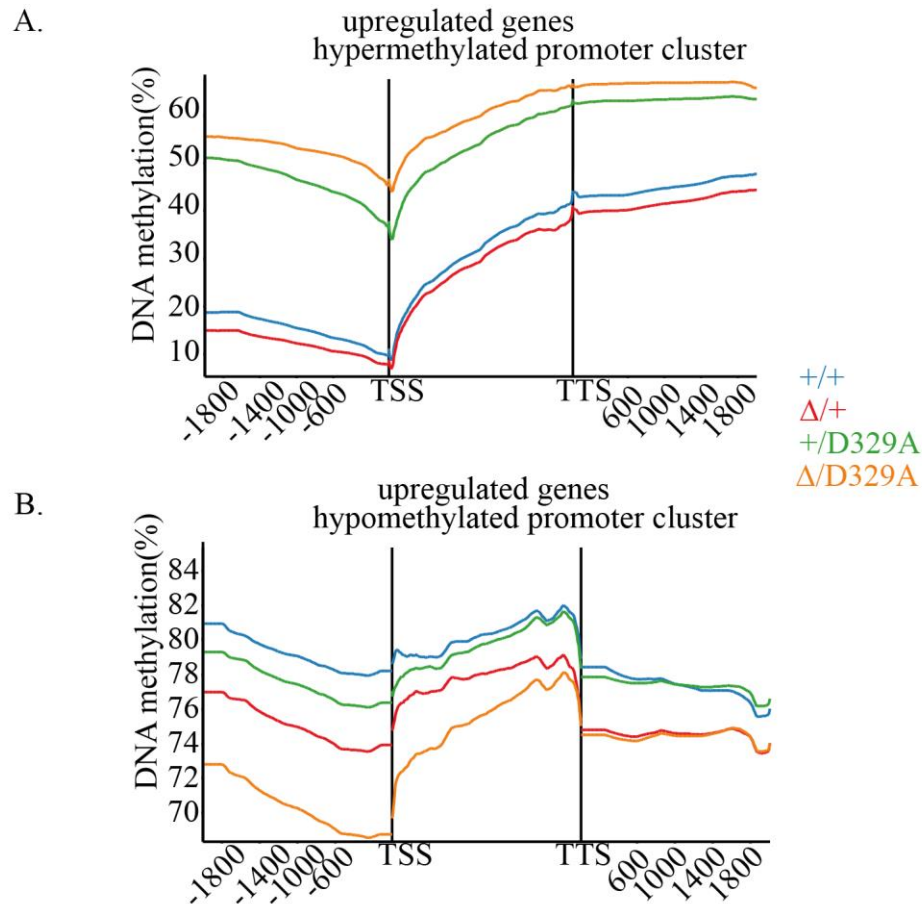 A.
upregulated genes
hypermethylated promoter cluster
DNA methylation(%)
60
50
40
30
20
10
-1800
-1400
-1000
-600
TSS
TTS
600
1000
1400
1800
+/+
Δ/+
+/D329A
Δ/D329A
B.
upregulated genes
hypomethylated promoter cluster
DNA methylation(%)
84
82
80
78
76
74
72
70
-1800
-1400
-1000
-600
TSS
TTS
600
1000
1400
1800